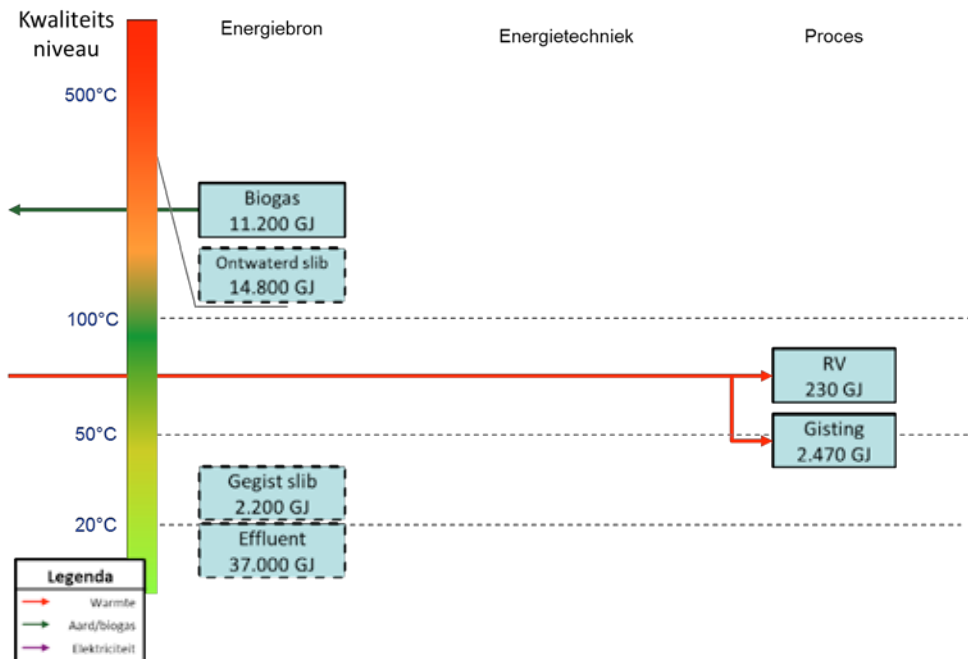 Kwaliteits
niveau
Energiebron
Energietechniek
Proces
500°C
Biogas
11.200 GJ
Ontwaterd slib
14.800 GJ
100°C
RV
230 GJ
50°C
Gisting
2.470 GJ
Gegist slib
2.200 GJ
20°C
Effluent
37.000 GJ
Legenda
Warmte
Aard/biogas
Elektriciteit